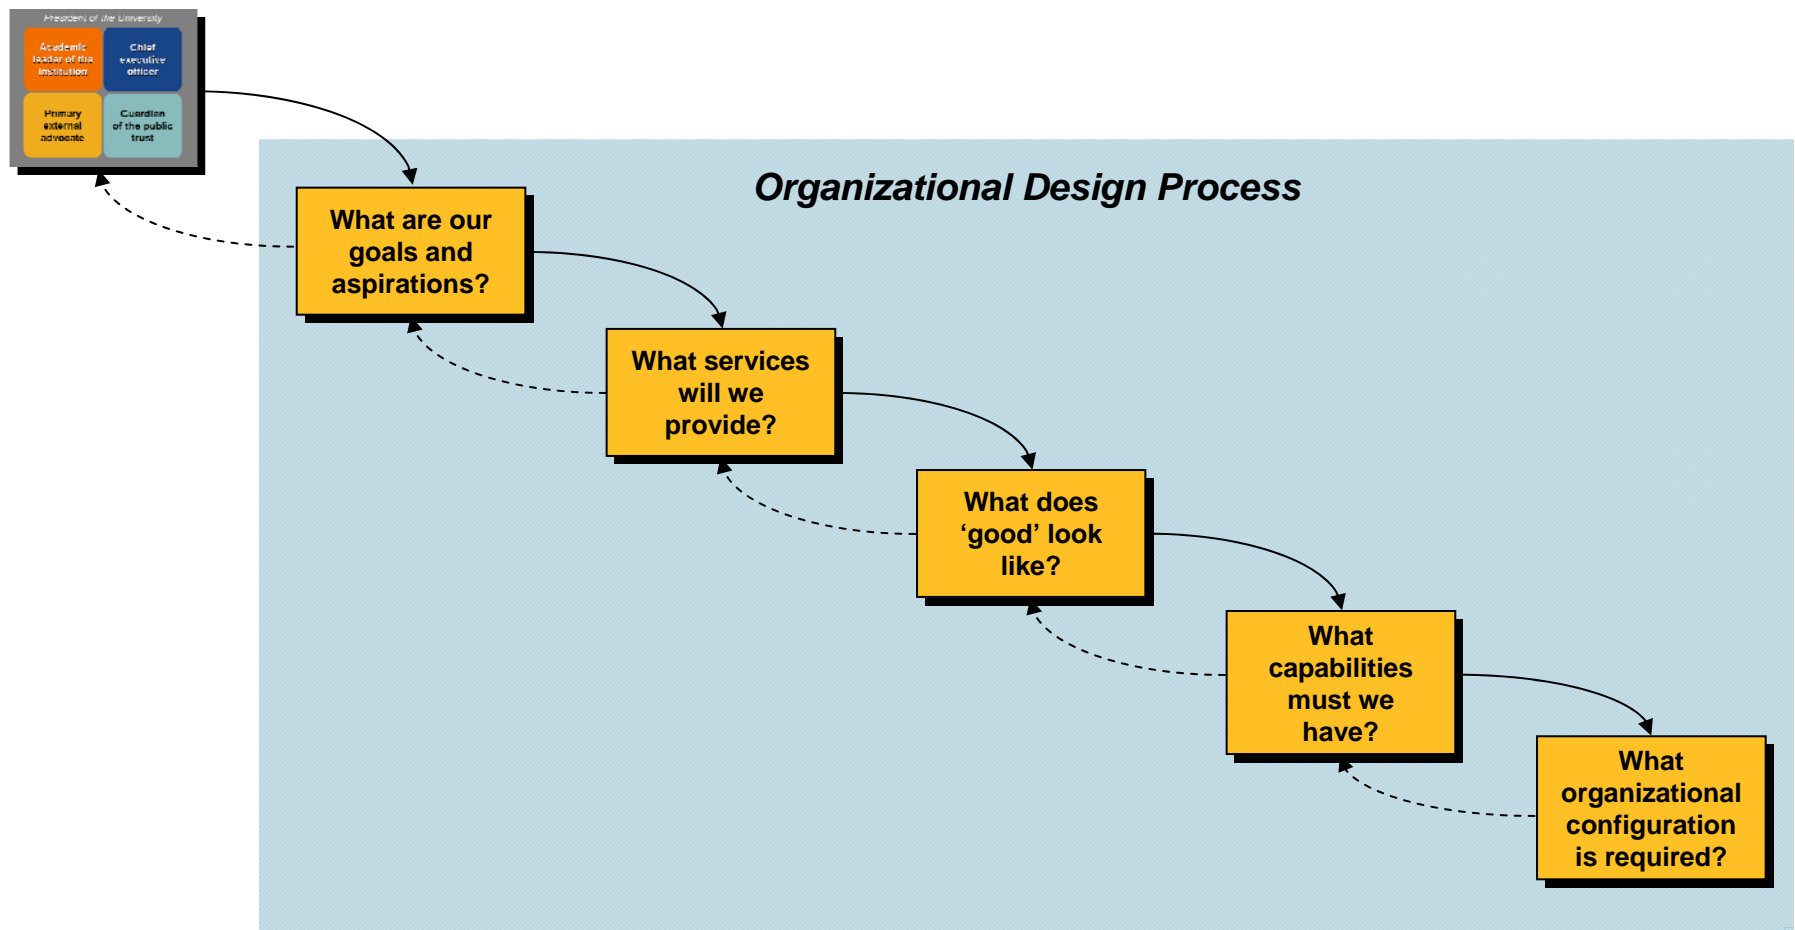 President of the University
Academic
leader of the
institution
Chief
executive
officer
Primary
external
advocate
Guardian
of the public
trust
Organizational Design Process
What are our
goals and
aspirations?
What services
will we
provide?
What does
‘good’ look
like?
What
capabilities
must we
have?
What
organizational
configuration
is required?